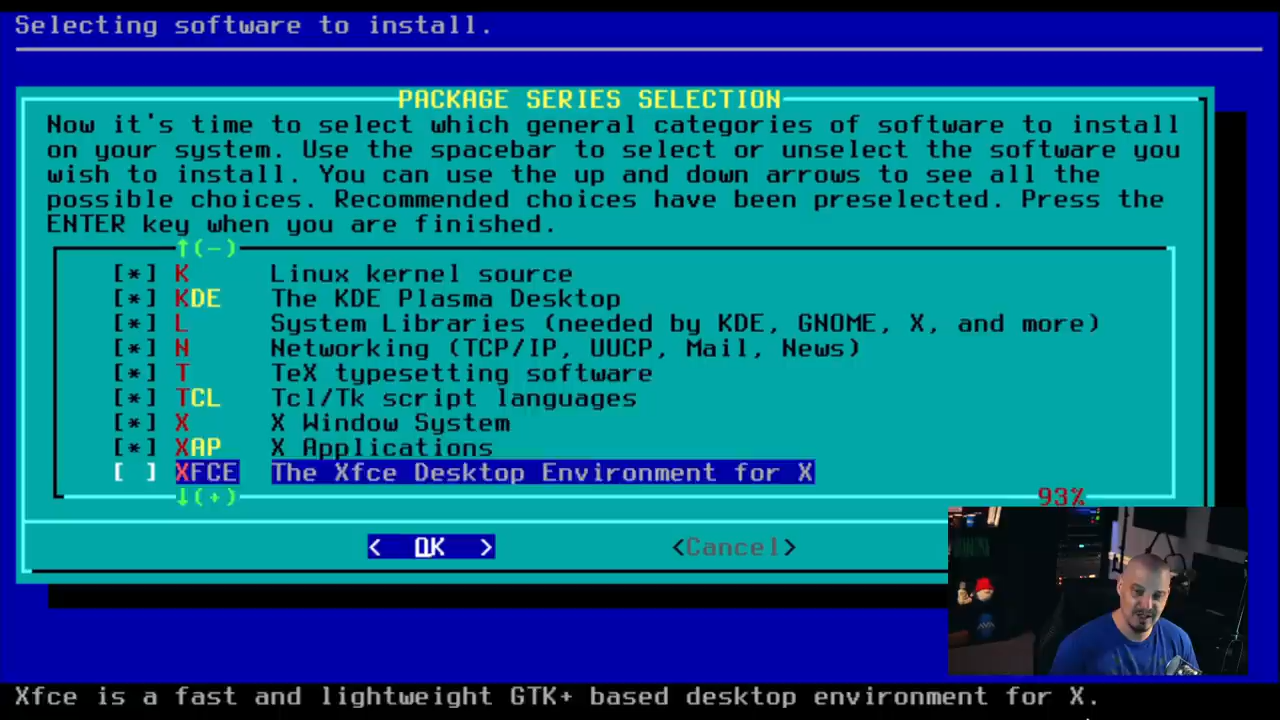 Selecting software to install.
PACKAGE SERIES SELECTION
Now it's time to select which general categories of software to install
on your system. Use the spacebar to select or unselect the software you
wish to install. You can use the up and down arrows to see all the
possible choices. Recommended choices have been preselected. Press the
ENTER key when you are finished.
↑(-)
[*] K Linux kernel source
[*] KDE The KDE Plasma Desktop
[*] L System Libraries (needed by KDE, GNOME, X, and more)
[*] N Networking (TCP/IP, UUCP, Mail, News)
[*] T TeX typesetting software
[*] TCL Tcl/Tk script languages
[*] X X Window System
[*] XAP X Applications
[ ] XFCE The Xfce Desktop Environment for X
↓(+) 93%
< OK > <Cancel>
Xfce is a fast and lightweight GTK+ based desktop environment for X.